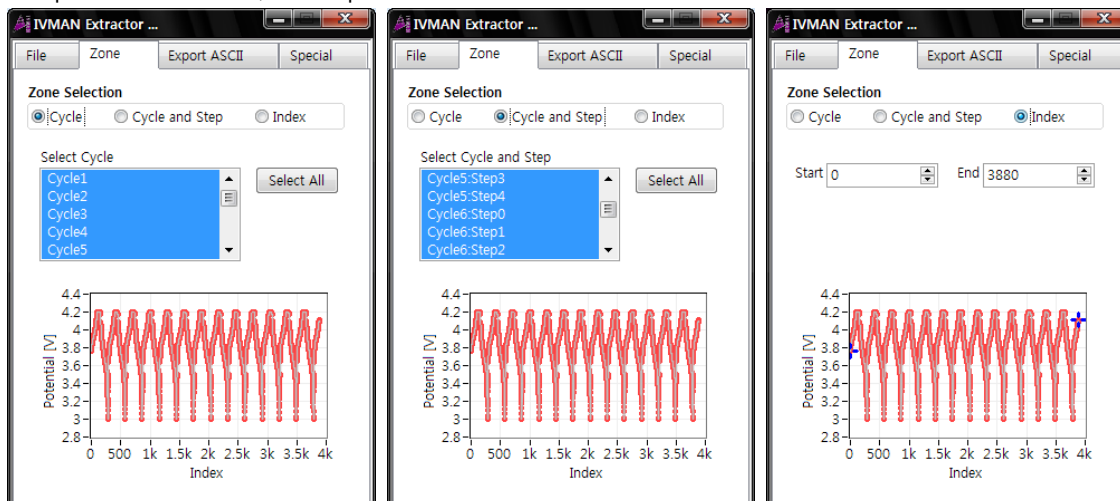 IVMAN Extractor ...
File Zone Export ASCII Special
Zone Selection
Cycle Cycle and Step Index
Select Cycle
Cycle1
Cycle2
Cycle3
Cycle4
Cycle5
Select All
4.4
4.2
4
3.8
3.6
3.4
3.2
3
2.8
Potential [V]
0 500 1k 1.5k 2k 2.5k 3k 3.5k 4k
Index
IVMAN Extractor ...
File Zone Export ASCII Special
Zone Selection
Cycle Cycle and Step Index
Select Cycle and Step
Cycle5:Step3
Cycle5:Step4
Cycle6:Step0
Cycle6:Step1
Cycle6:Step2
Select All
4.4
4.2
4
3.8
3.6
3.4
3.2
3
2.8
Potential [V]
0 500 1k 1.5k 2k 2.5k 3k 3.5k 4k
Index
IVMAN Extractor ...
File Zone Export ASCII Special
Zone Selection
Cycle Cycle and Step Index
Start 0 End 3880
4.4
4.2
4
3.8
3.6
3.4
3.2
3
2.8
Potential [V]
0 500 1k 1.5k 2k 2.5k 3k 3.5k 4k
Index